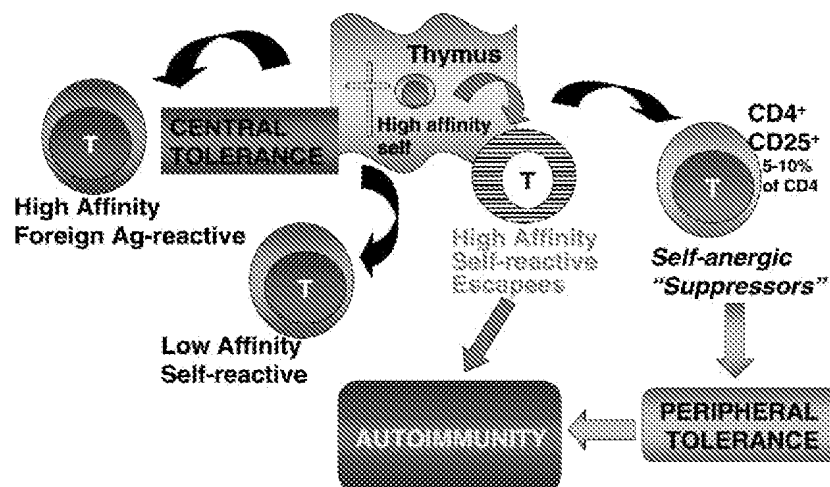 Thymus
High affinity
self
CENTRAL
TOLERANCE
T
High Affinity
Foreign Ag-reactive
T
Low Affinity
Self-reactive
T
High Affinity
Self-reactive
Escapees
T
CD4+
CD25+
5-10%
of CD4
Self-anergic
"Suppressors"
AUTOIMMUNITY
PERIPHERAL
TOLERANCE